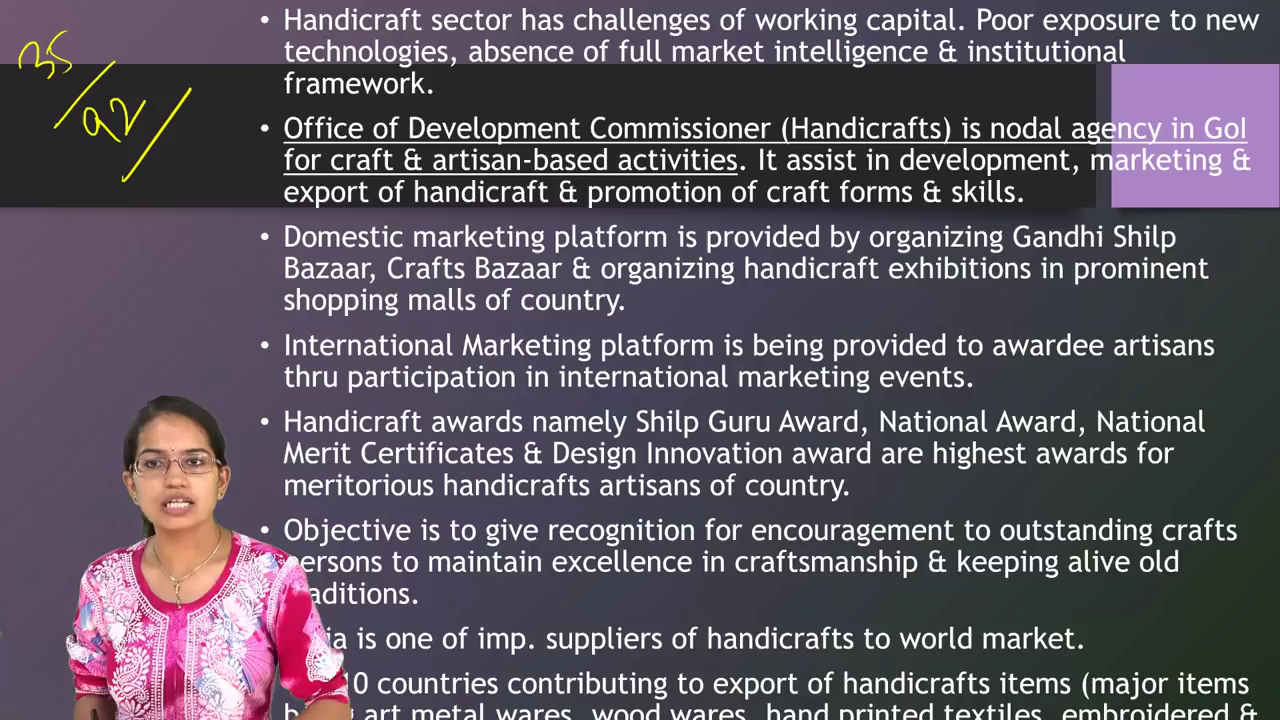 35
/92/
• Handicraft sector has challenges of working capital. Poor exposure to new
technologies, absence of full market intelligence & institutional
framework.
• Office of Development Commissioner (Handicrafts) is nodal agency in GoI
for craft & artisan-based activities. It assist in development, marketing &
export of handicraft & promotion of craft forms & skills.
• Domestic marketing platform is provided by organizing Gandhi Shilp
Bazaar, Crafts Bazaar & organizing handicraft exhibitions in prominent
shopping malls of country.
• International Marketing platform is being provided to awardee artisans
thru participation in international marketing events.
• Handicraft awards namely Shilp Guru Award, National Award, National
Merit Certificates & Design Innovation award are highest awards for
meritorious handicrafts artisans of country.
• Objective is to give recognition for encouragement to outstanding crafts
ersons to maintain excellence in craftsmanship & keeping alive old
aditions.
ia is one of imp. suppliers of handicrafts to world market.
10 countries contributing to export of handicrafts items (major items
art metal wares, wood wares, hand printed textiles, embroidered &